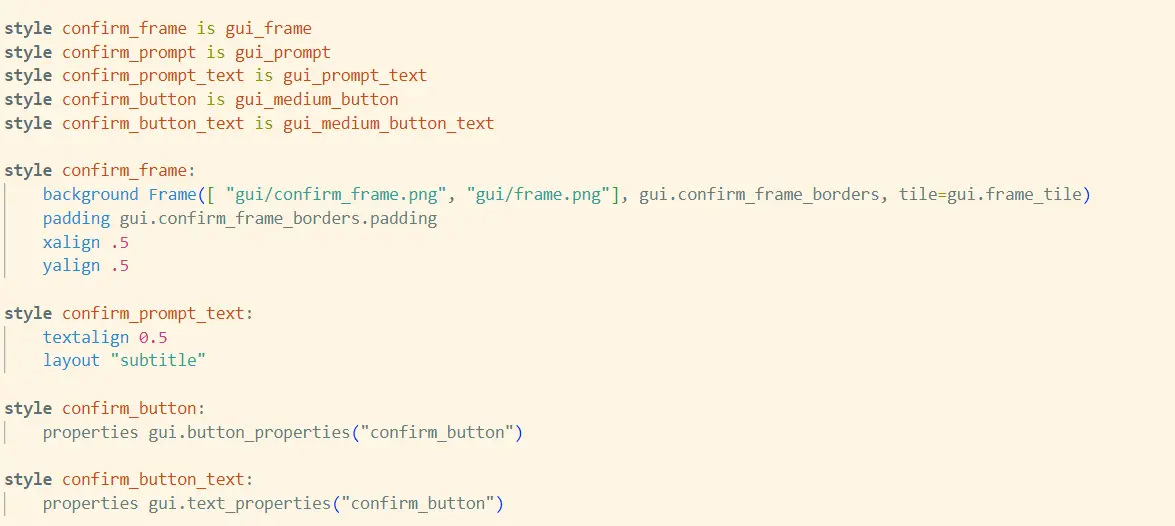 style confirm_frame is gui_frame
style confirm_prompt is gui_prompt
style confirm_prompt_text is gui_prompt_text
style confirm_button is gui_medium_button
style confirm_button_text is gui_medium_button_text

style confirm_frame:
    background Frame([ "gui/confirm_frame.png", "gui/frame.png"], gui.confirm_frame_borders, tile=gui.frame_tile)
    padding gui.confirm_frame_borders.padding
    xalign .5
    yalign .5

style confirm_prompt_text:
    textalign 0.5
    layout "subtitle"

style confirm_button:
    properties gui.button_properties("confirm_button")

style confirm_button_text:
    properties gui.text_properties("confirm_button")